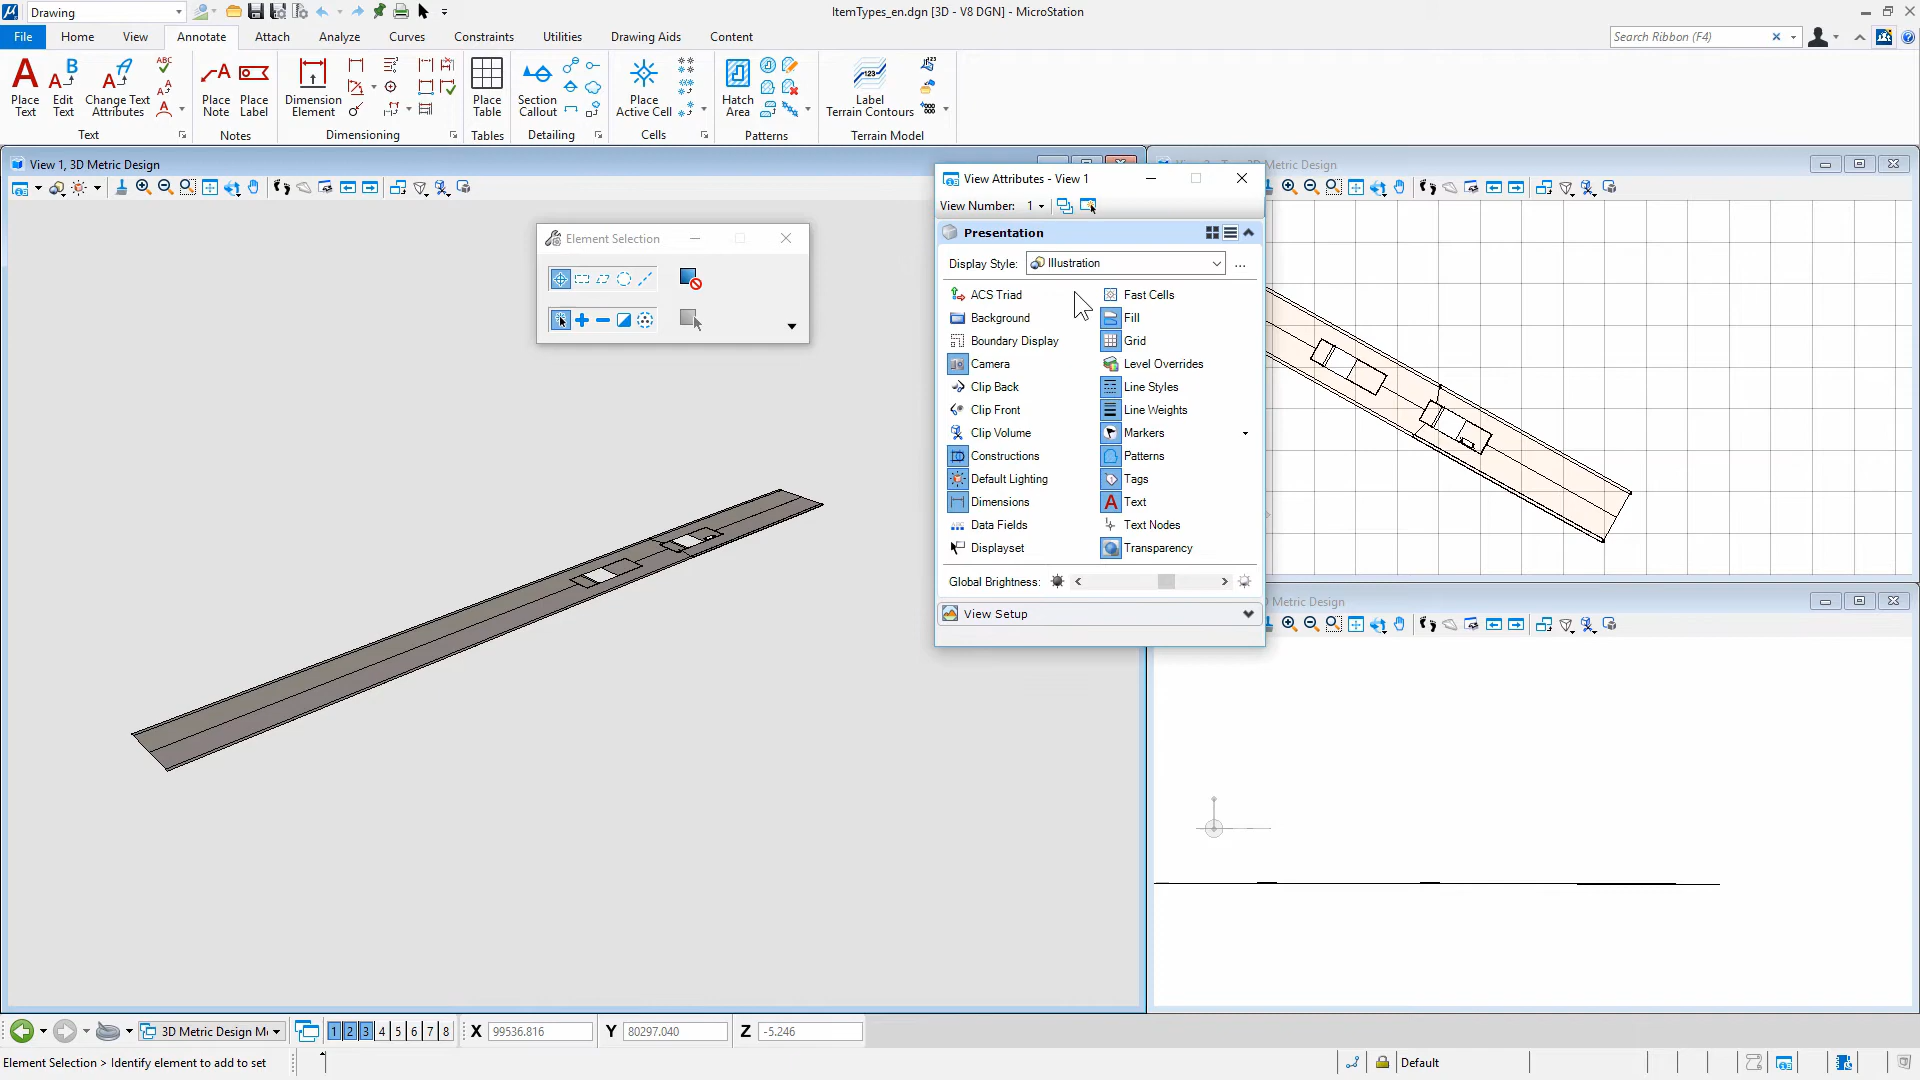 Drawing
ItemTypes_en.dgn [3D - V8 DGN] - MicroStation
File Home View Annotate Attach Analyze Curves Constraints Utilities Drawing Aids Content
Search Ribbon (F4)
Place Text
Edit Text
Change Text Attributes
Text
Place Note
Place Label
Notes
Dimension Element
Dimensioning
Place Table
Tables
Section Callout
Detailing
Place Active Cell
Cells
Hatch Area
Patterns
Label Terrain Contours
Terrain Model
View 1, 3D Metric Design
Element Selection
View Attributes - View 1
View Number: 1
Presentation
Display Style: Illustration
ACS Triad
Background
Boundary Display
Camera
Clip Back
Clip Front
Clip Volume
Constructions
Default Lighting
Dimensions
Data Fields
Displayset
Fast Cells
Fill
Grid
Level Overrides
Line Styles
Line Weights
Markers
Patterns
Tags
Text
Text Nodes
Transparency
Global Brightness:
View Setup
3D Metric Design
D Metric Design
3D Metric Design M
1 2 3 4 5 6 7 8
X 99536.816
Y 80297.040
Z -5.246
Element Selection > Identify element to add to set
Default